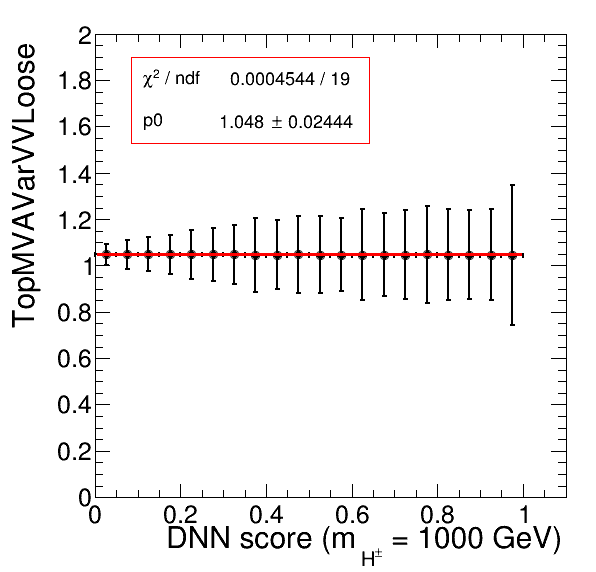 χ² / ndf 0.0004544 / 19
p0 1.048 ± 0.02444
TopMVAVarVVLoose
2
1.8
1.6
1.4
1.2
1
0.8
0.6
0.4
0.2
0
0 0.2 0.4 0.6 0.8 1
DNN score (m_H± = 1000 GeV)